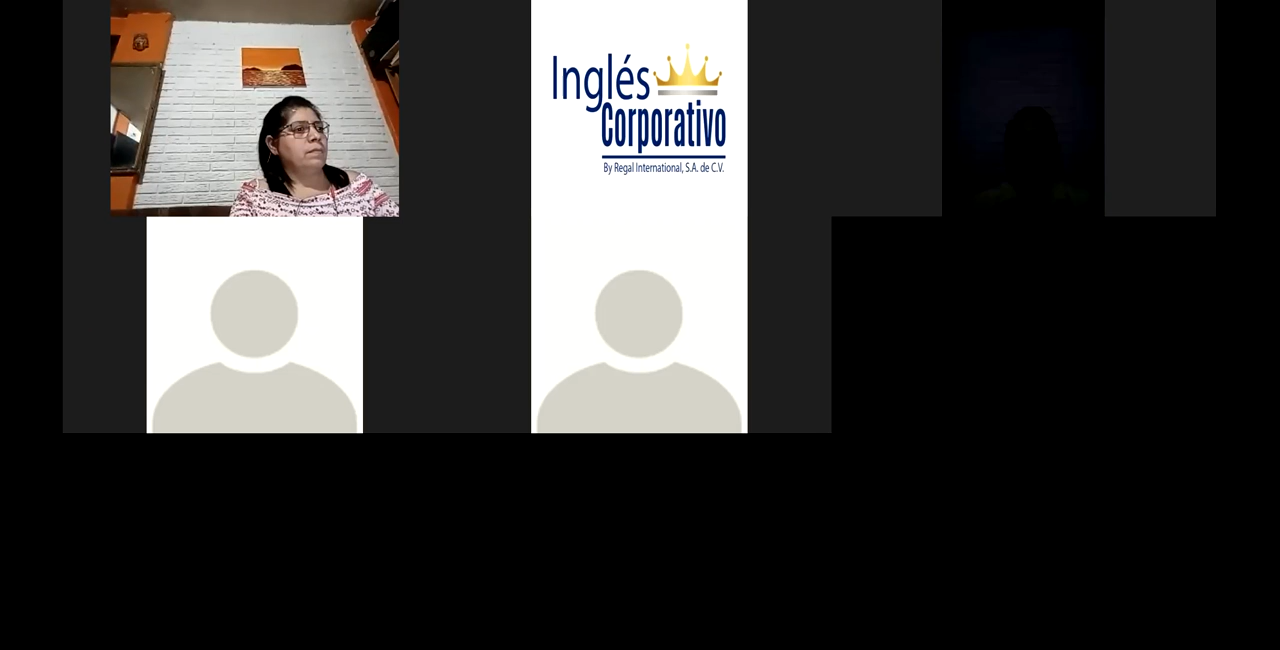 Inglés
Corporativo
By Regal International, S.A. de C.V.